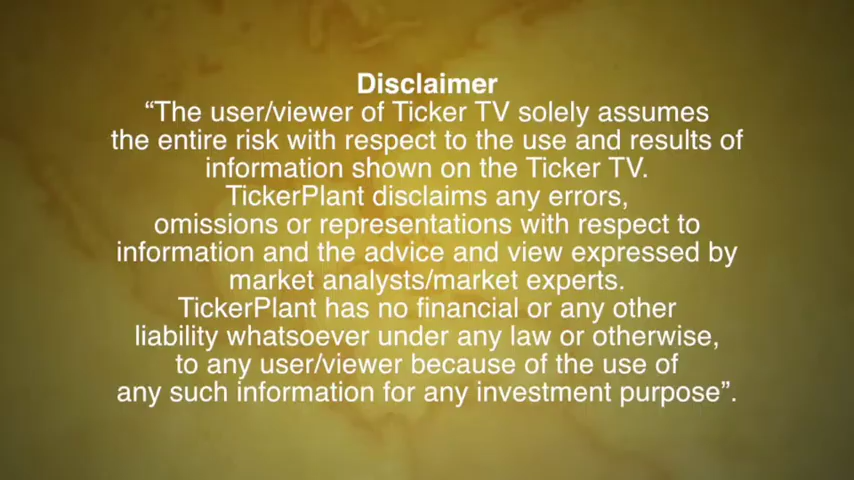 Disclaimer
“The user/viewer of Ticker TV solely assumes
the entire risk with respect to the use and results of
information shown on the Ticker TV.
TickerPlant disclaims any errors,
omissions or representations with respect to
information and the advice and view expressed by
market analysts/market experts.
TickerPlant has no financial or any other
liability whatsoever under any law or otherwise,
to any user/viewer because of the use of
any such information for any investment purpose”.